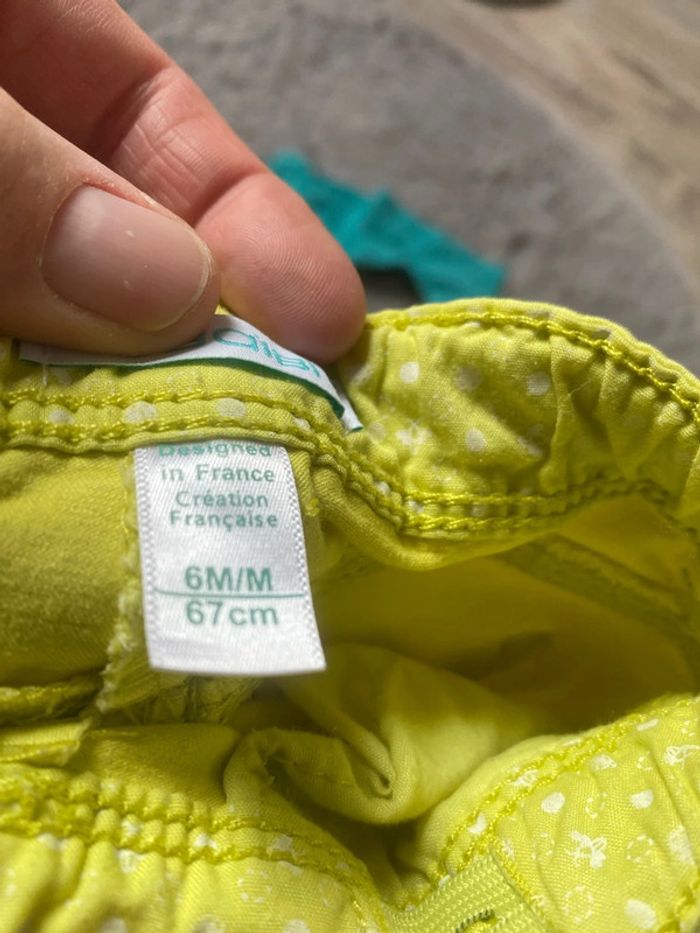 Designed
in France
Création
Française
6M/M
67cm